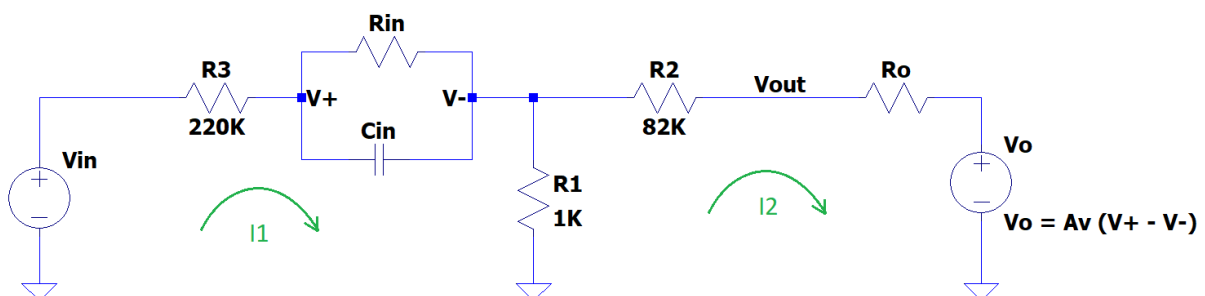 Rin
R3
V+
V-
220K
Cin
R2
82K
Vout
Ro
Vin
R1
1K
Vo
Vo = Av (V+ - V-)
I1
I2